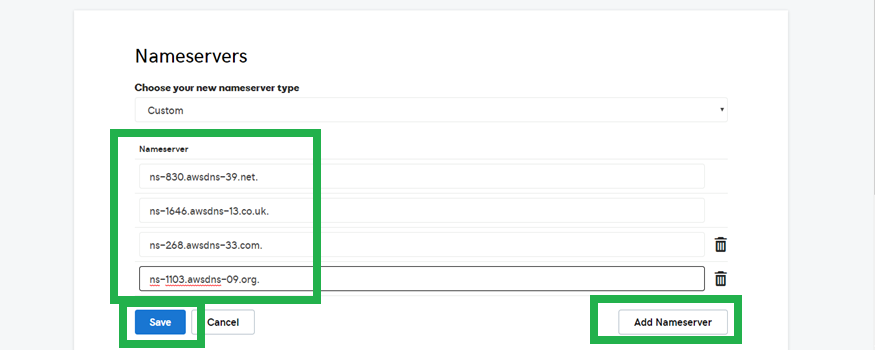 Nameservers
Choose your new nameserver type
Custom
Nameserver
ns-830.awsdns-39.net.
ns-1646.awsdns-13.co.uk.
ns-268.awsdns-33.com.
ns-1103.awsdns-09.org.
Save Cancel Add Nameserver